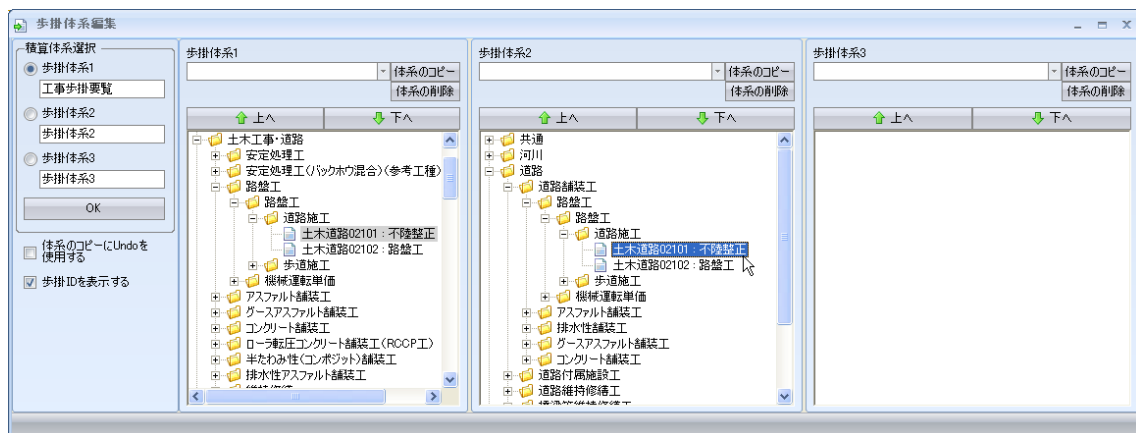 歩掛体系編集
積算体系選択
歩掛体系1
工事歩掛要覧
歩掛体系2
歩掛体系2
歩掛体系3
歩掛体系3
OK
体系のコピーにUndoを
使用する
歩掛IDを表示する
歩掛体系1
体系のコピー
体系の削除
上へ 下へ
土木工事・道路
安定処理工
安定処理工(バックホウ混合)(参考工種)
路盤工
路盤工
道路施工
土木道路02101:不陸整正
土木道路02102:路盤工
歩道施工
機械運転単価
アスファルト舗装工
グースアスファルト舗装工
コンクリート舗装工
ローラ転圧コンクリート舗装工(RCCP工)
半たわみ性(コンポジット)舗装工
排水性アスファルト舗装工
歩掛体系2
体系のコピー
体系の削除
上へ 下へ
共通
河川
道路
道路舗装工
路盤工
路盤工
道路施工
土木道路02101:不陸整正
土木道路02102:路盤工
歩道施工
機械運転単価
アスファルト舗装工
排水性舗装工
グースアスファルト舗装工
コンクリート舗装工
道路付属施設工
道路維持修繕工
歩掛体系3
体系のコピー
体系の削除
上へ 下へ